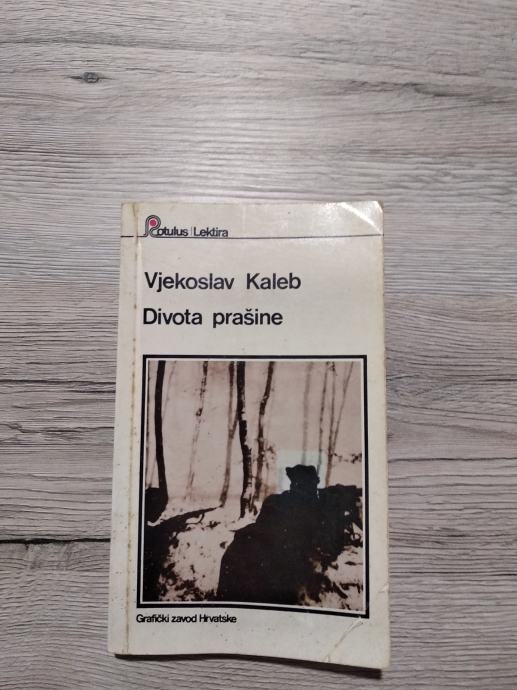 Rotulus | Lektira
Vjekoslav Kaleb
Divota prašine
Grafički zavod Hrvatske